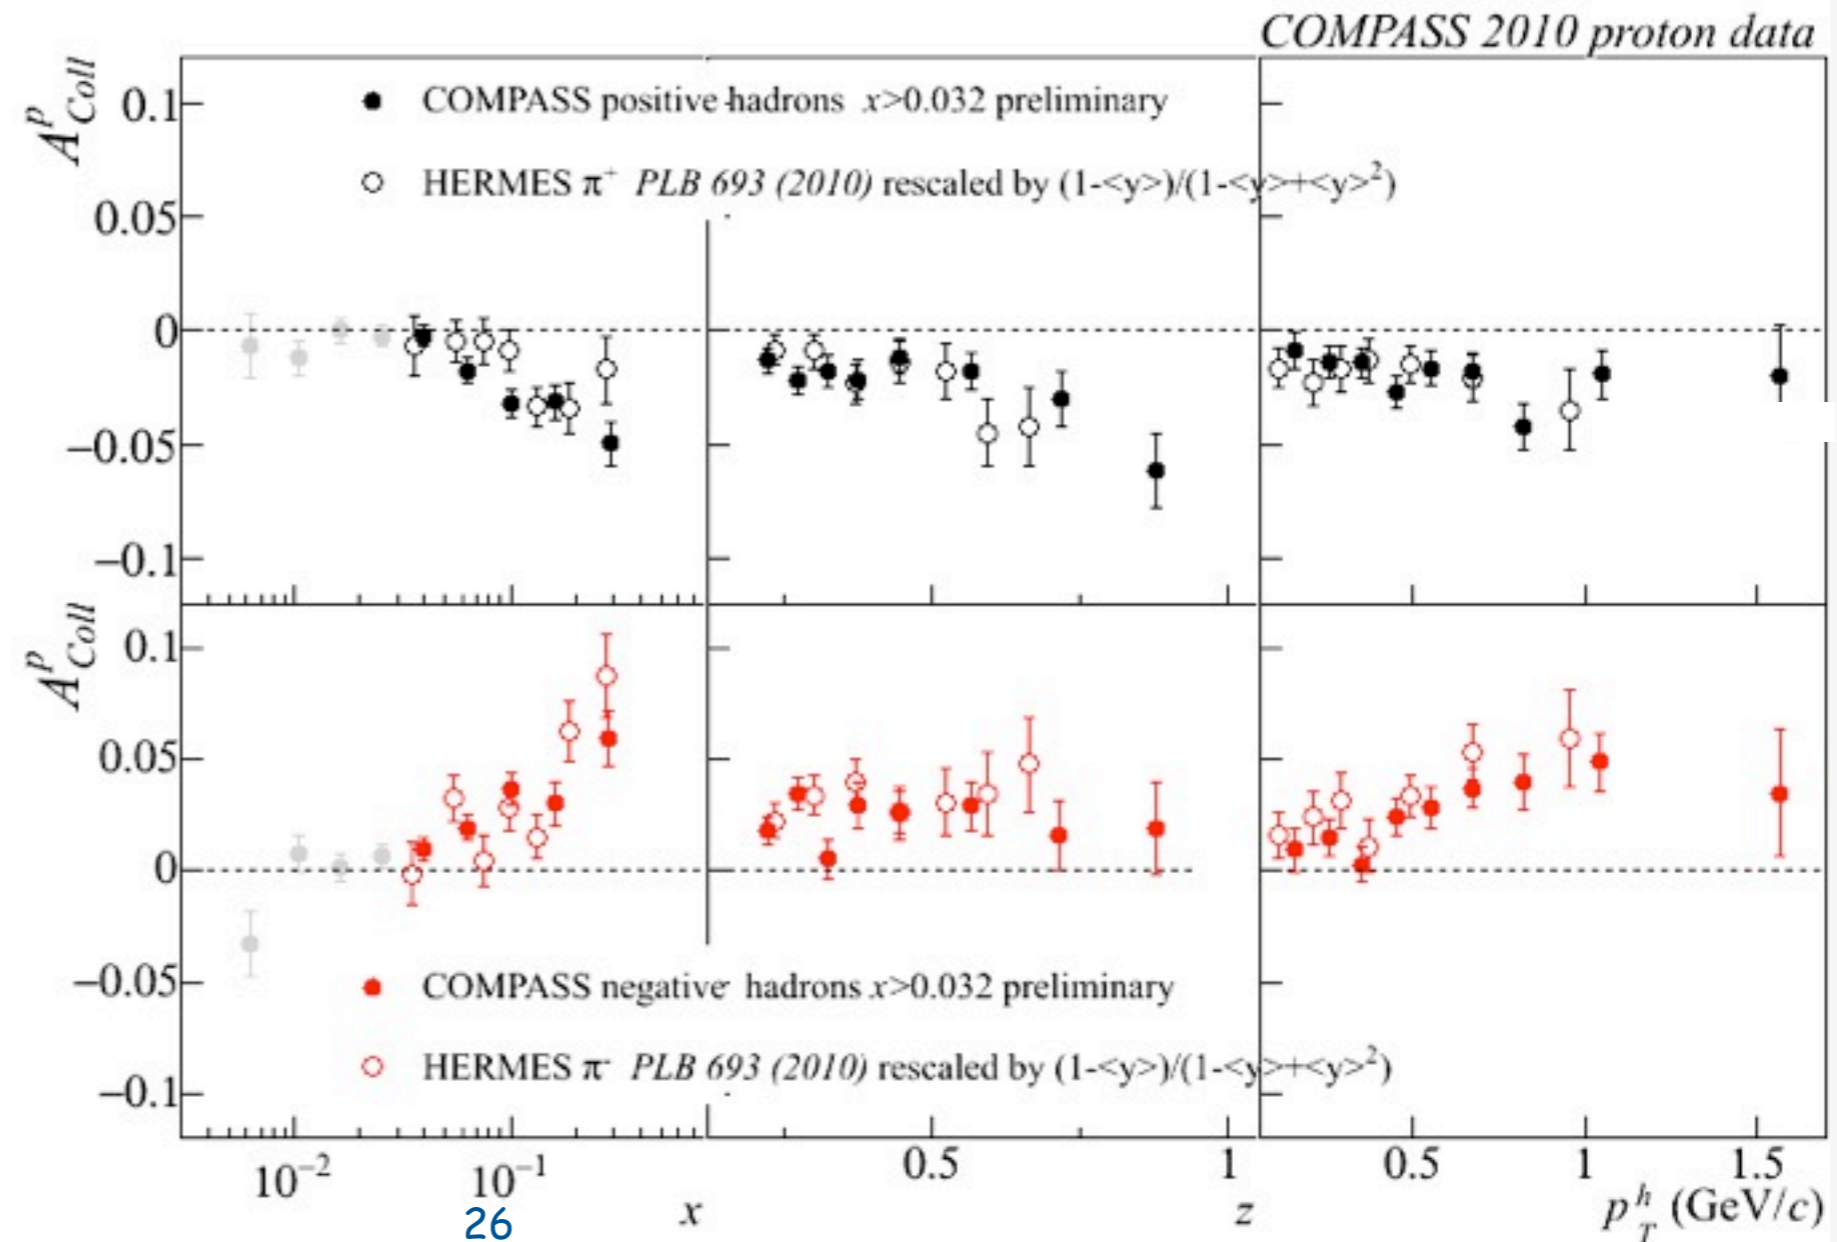 COMPASS 2010 proton data
A^p_Coll
0.1
COMPASS positive hadrons x>0.032 preliminary
HERMES π⁺ PLB 693 (2010) rescaled by (1-<y>)/(1-<y>+<y>²)
0.05
0
−0.05
−0.1
A^p_Coll
0.1
0.05
0
−0.05
COMPASS negative hadrons x>0.032 preliminary
HERMES π⁻ PLB 693 (2010) rescaled by (1-<y>)/(1-<y>+<y>²)
−0.1
10⁻² 10⁻¹ 0.5 1 0.5 1 1.5
26 x z p_T^h (GeV/c)